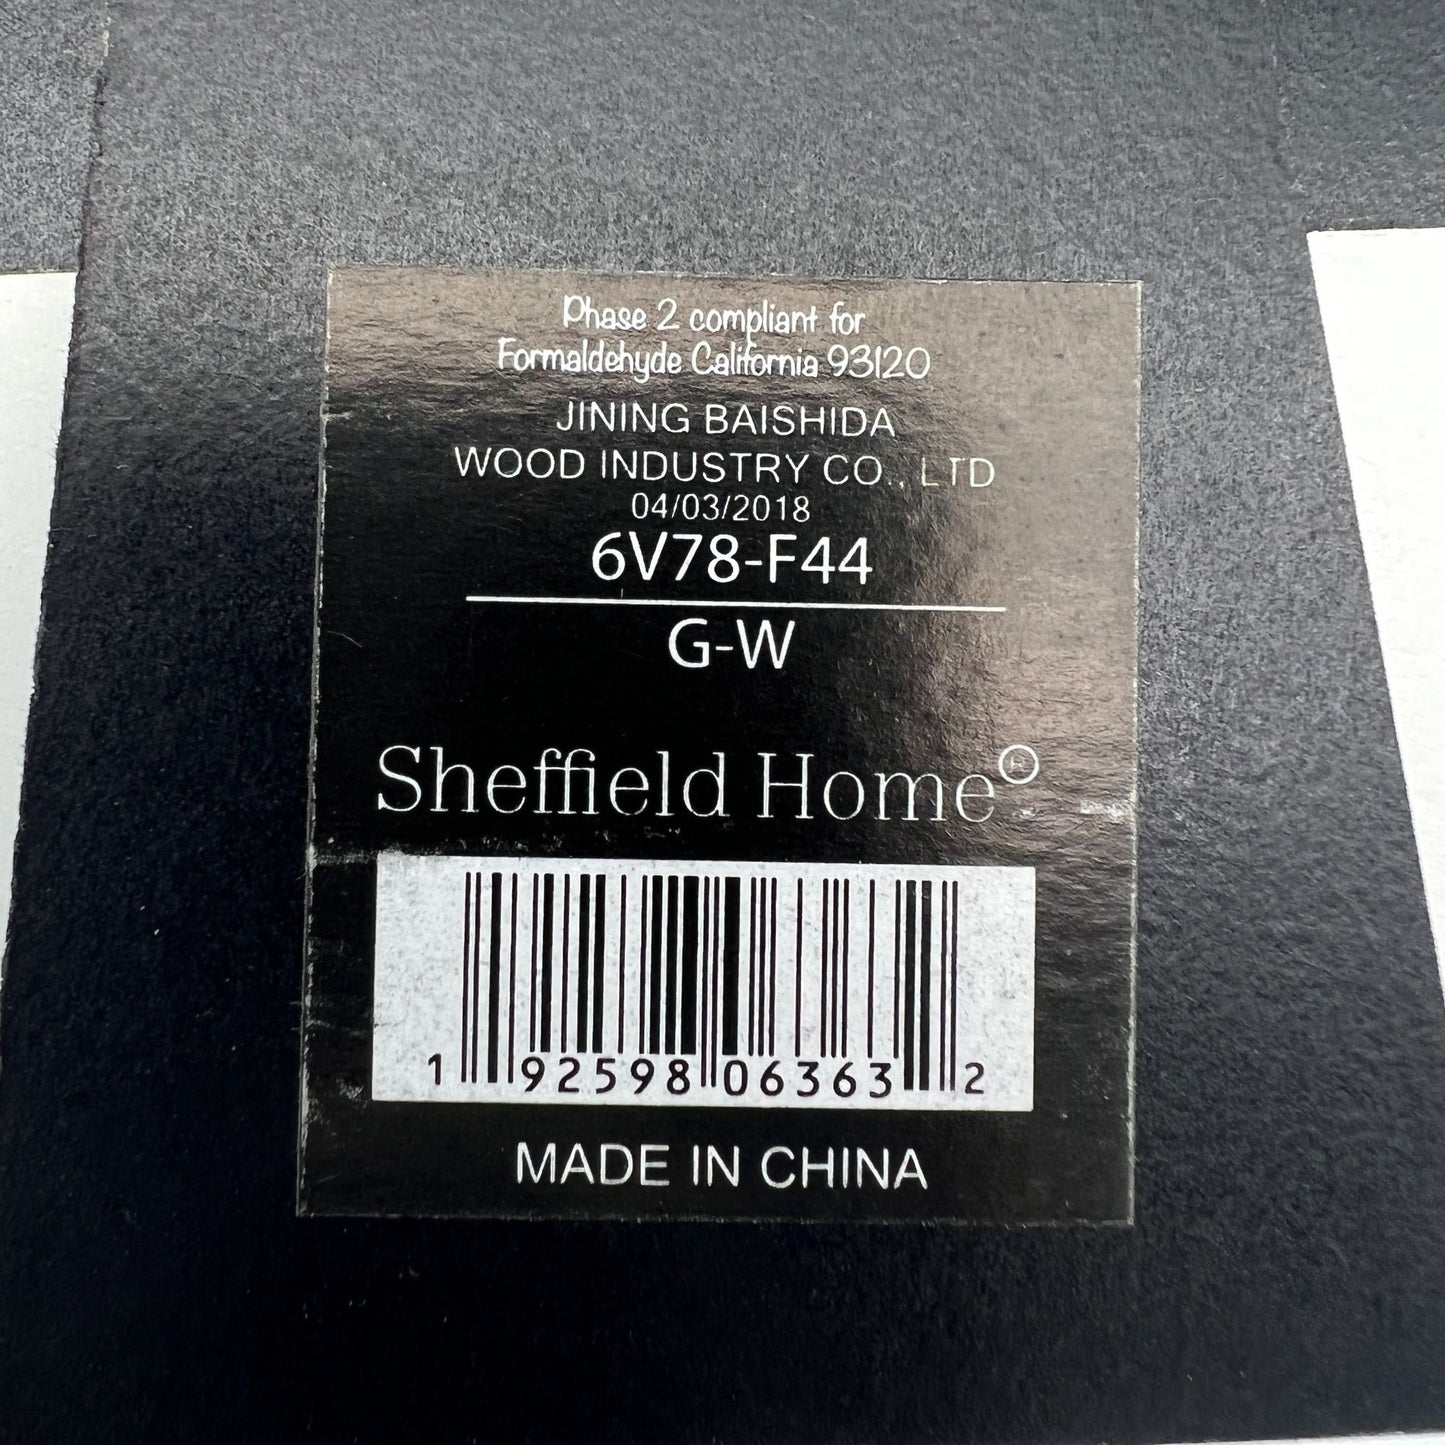 Phase 2 compliant for
Formaldehyde California 93120
JINING BAISHIDA
WOOD INDUSTRY CO., LTD
04/03/2018
6V78-F44
G-W
Sheffield Home
1 92598 06363 2
MADE IN CHINA